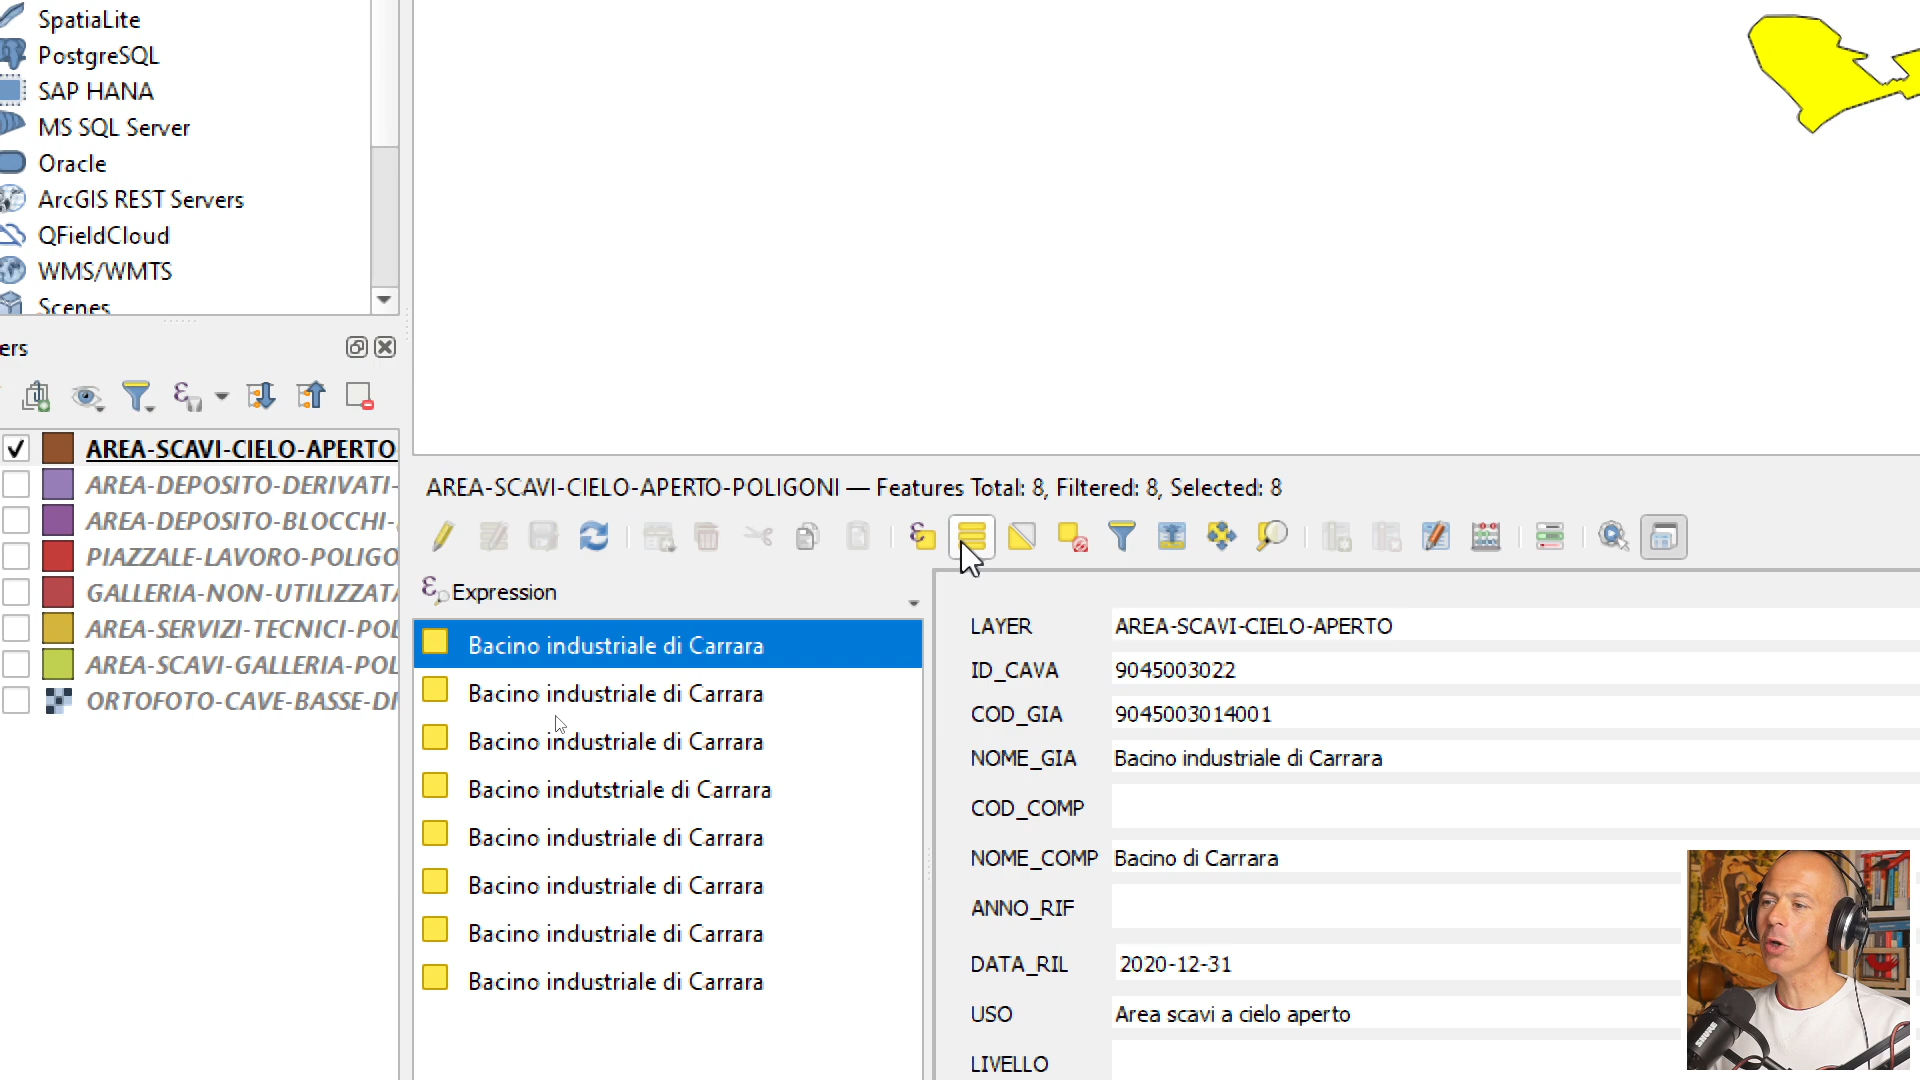 SpatiaLite
PostgreSQL
SAP HANA
MS SQL Server
Oracle
ArcGIS REST Servers
QFieldCloud
WMS/WMTS
Scenes
ers
AREA-SCAVI-CIELO-APERTO
AREA-DEPOSITO-DERIVATI-
AREA-DEPOSITO-BLOCCHI-
PIAZZALE-LAVORO-POLIGO
GALLERIA-NON-UTILIZZATA
AREA-SERVIZI-TECNICI-POL
AREA-SCAVI-GALLERIA-POL
ORTOFOTO-CAVE-BASSE-DI
AREA-SCAVI-CIELO-APERTO-POLIGONI — Features Total: 8, Filtered: 8, Selected: 8
Expression
Bacino industriale di Carrara
Bacino industriale di Carrara
Bacino industriale di Carrara
Bacino indutstriale di Carrara
Bacino industriale di Carrara
Bacino industriale di Carrara
Bacino industriale di Carrara
Bacino industriale di Carrara
LAYER AREA-SCAVI-CIELO-APERTO
ID_CAVA 9045003022
COD_GIA 9045003014001
NOME_GIA Bacino industriale di Carrara
COD_COMP
NOME_COMP Bacino di Carrara
ANNO_RIF
DATA_RIL 2020-12-31
USO Area scavi a cielo aperto
LIVELLO
SHURE